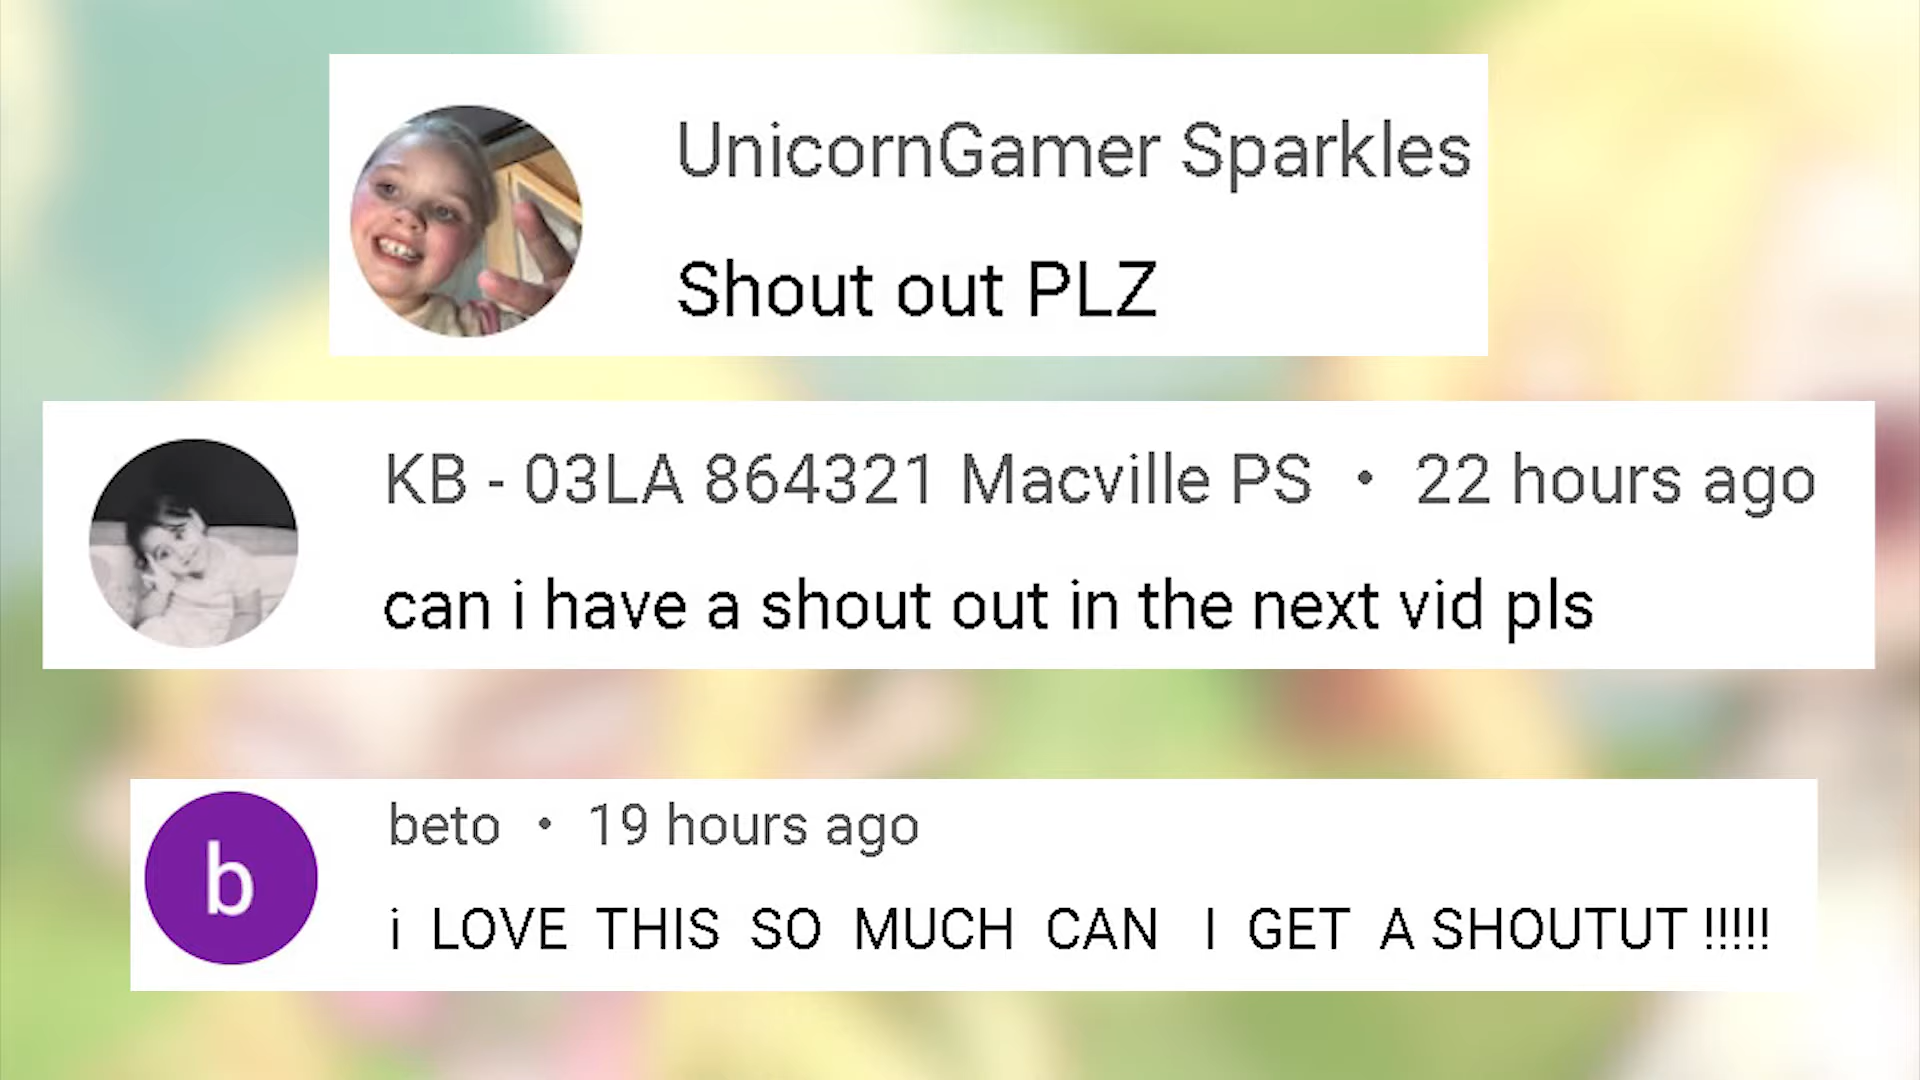 UnicornGamer Sparkles
Shout out PLZ
KB - 03LA 864321 Macville PS • 22 hours ago
can i have a shout out in the next vid pls
b
beto • 19 hours ago
i LOVE THIS SO MUCH CAN I GET A SHOUTUT !!!!!